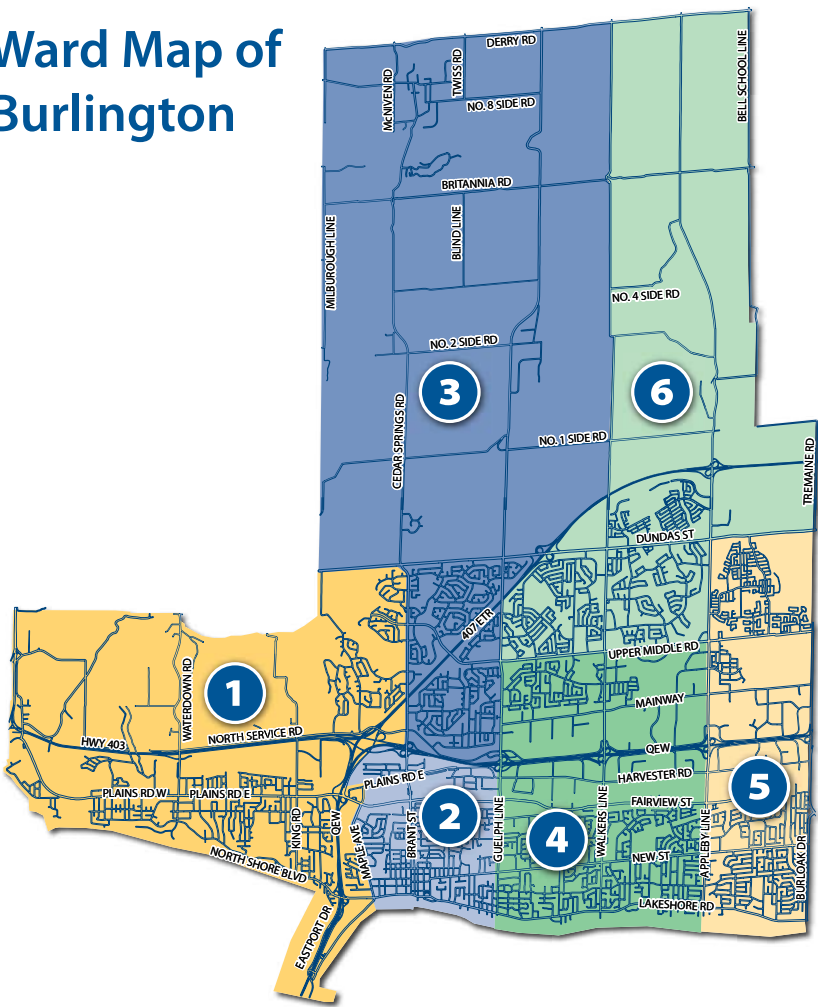 Ward Map of
Burlington
DERRY RD
BELL SCHOOL LINE
McNIVEN RD
TWISS RD
NO. 8 SIDE RD
BRITANNIA RD
MILBOROUGH LINE
BLIND LINE
NO. 4 SIDE RD
NO. 2 SIDE RD
3
6
CEDAR SPRINGS RD
NO. 1 SIDE RD
TREMAINE RD
DUNDAS ST
407 ETR
UPPER MIDDLE RD
WATERDOWN RD
1
MAINWAY
NORTH SERVICE RD
HWY 403
QEW
PLAINS RD E
HARVESTER RD
5
PLAINS RD W
PLAINS RD E
FAIRVIEW ST
2
KING RD
QEW
MAPLE AVE
BRANT ST
GUELPH LINE
4
WALKERS LINE
APPLEBY LINE
BURLOAK DR
NEW ST
NORTH SHORE BLVD
LAKESHORE RD
EASTPORT DR